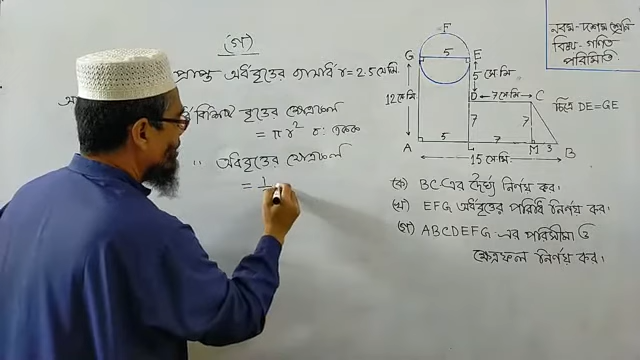 (গ)
প্রাপ্ত অর্ধবৃত্তের ব্যাসার্ধ r = 2.5 সে.মি.
বিশিষ্ট বৃত্তের ক্ষেত্রফল
= πr² ব: একক
∴ অর্ধবৃত্তের ক্ষেত্রফল
= 1
নবম-দশম শ্রেণি
বিষয়-গণিত
পরিমিতি
F
G 5 E
5 সে.মি
12 সে.মি
D 7 সে.মি C
চিত্রে DE=GE
7 7
A 5 7 M 3 B
15 সে.মি
(ক) BC এর দৈর্ঘ্য নির্ণয় কর।
(খ) EFG অর্ধবৃত্তের পরিধি নির্ণয় কর।
(গ) ABCDEFG এর পরিসীমা ও
ক্ষেত্রফল নির্ণয় কর।